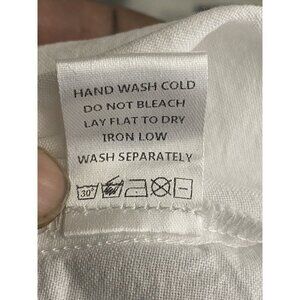 HAND WASH COLD
DO NOT BLEACH
LAY FLAT TO DRY
IRON LOW
WASH SEPARATELY
30°